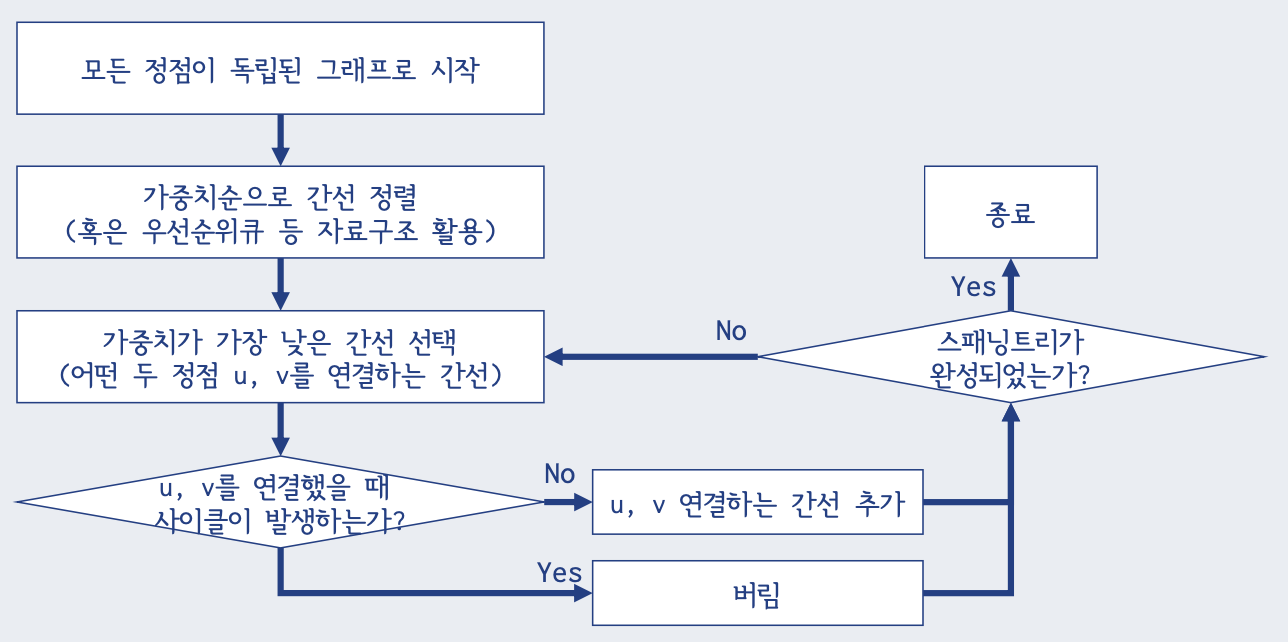 모든 정점이 독립된 그래프로 시작
가중치순으로 간선 정렬
(혹은 우선순위큐 등 자료구조 활용)
종료
Yes
가중치가 가장 낮은 간선 선택
(어떤 두 정점 u, v를 연결하는 간선)
No
스패닝트리가
완성되었는가?
u, v를 연결했을 때
사이클이 발생하는가?
No
u, v 연결하는 간선 추가
Yes
버림